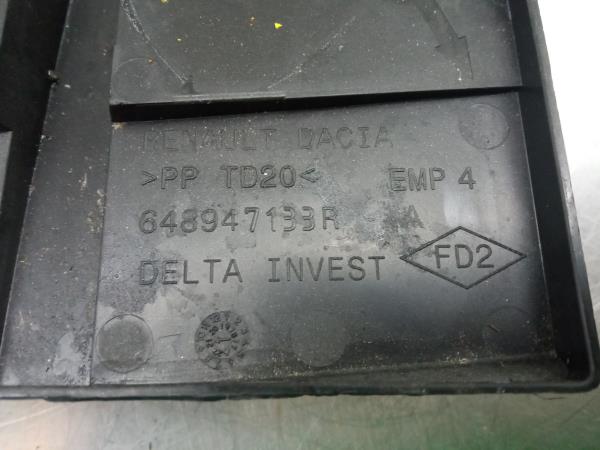 RENAULT DACIA
>PP TD20< EMP 4
648947133R - A
DELTA INVEST FD2